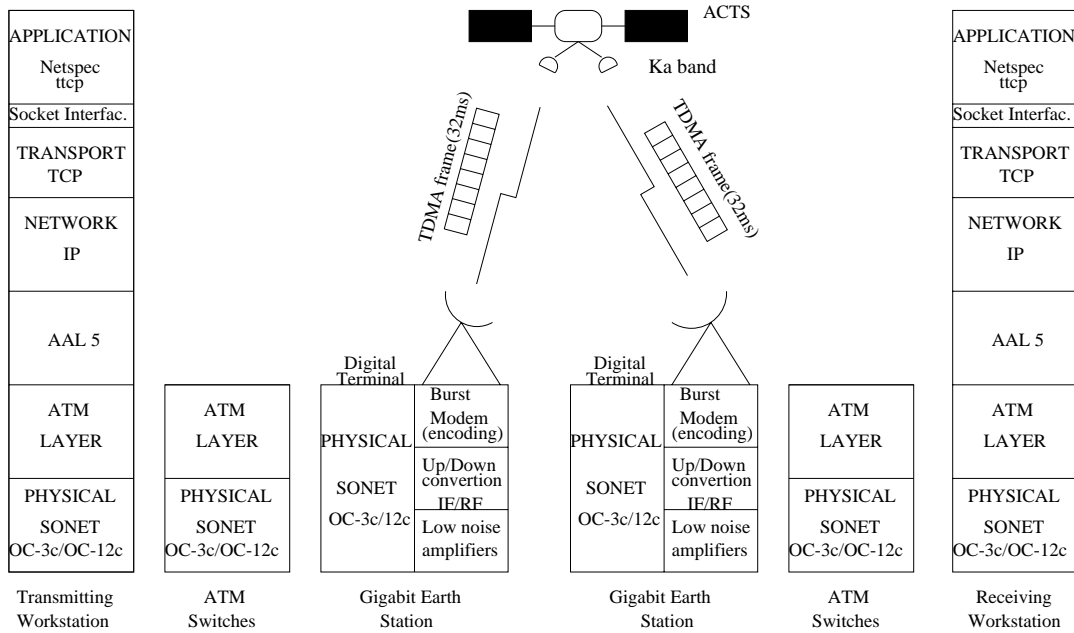 APPLICATION
Netspec
ttcp
Socket Interfac.
TRANSPORT
TCP
NETWORK
IP
AAL 5
ATM
LAYER
PHYSICAL
SONET
OC-3c/OC-12c
Transmitting
Workstation
ATM
LAYER
PHYSICAL
SONET
OC-3c/OC-12c
ATM
Switches
ACTS
Ka band
TDMA frame(32ms)
TDMA frame(32ms)
Digital
Terminal
PHYSICAL
SONET
OC-3c/12c
Burst
Modem
(encoding)
Up/Down
convertion
IF/RF
Low noise
amplifiers
Gigabit Earth
Station
Digital
Terminal
PHYSICAL
SONET
OC-3c/12c
Burst
Modem
(encoding)
Up/Down
convertion
IF/RF
Low noise
amplifiers
Gigabit Earth
Station
ATM
LAYER
PHYSICAL
SONET
OC-3c/OC-12c
ATM
Switches
APPLICATION
Netspec
ttcp
Socket Interfac.
TRANSPORT
TCP
NETWORK
IP
AAL 5
ATM
LAYER
PHYSICAL
SONET
OC-3c/OC-12c
Receiving
Workstation